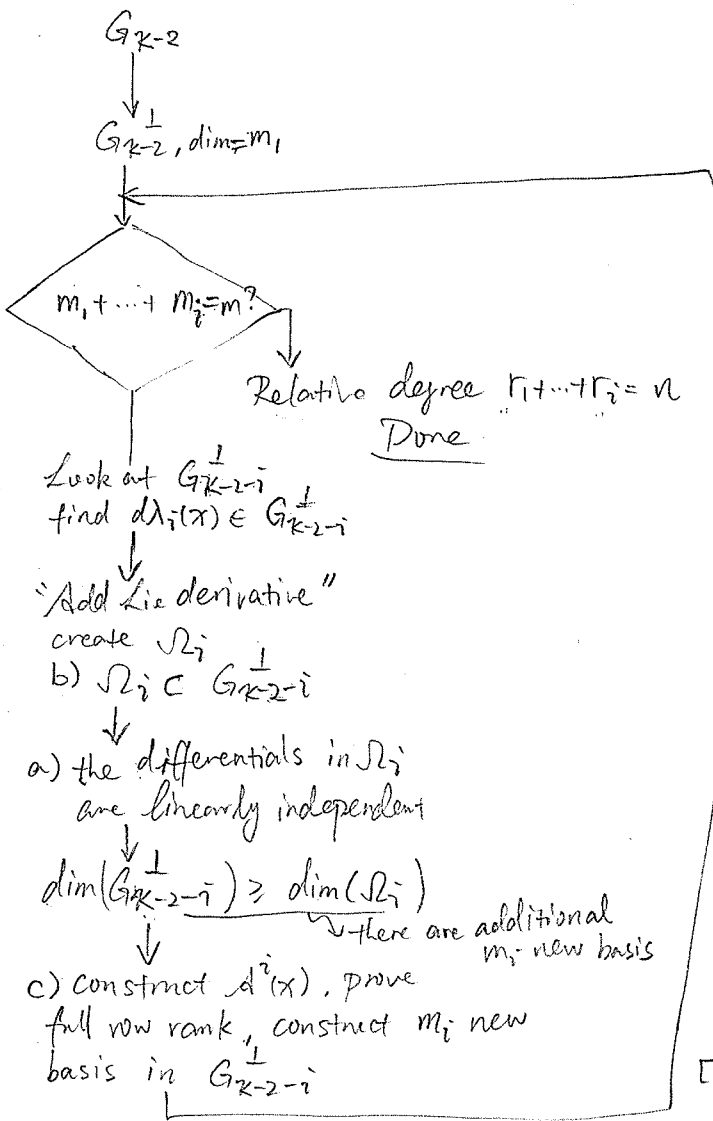 G_{K-2}
G_{K-2}^⊥, dim=m_1
m_1+...+ m_i=m?
Relative degree r_1+...+r_i = n
Done
Look at G_{K-2-i}^⊥
find dλ_i(x) ∈ G_{K-2-i}^⊥
"Add Lie derivative"
create Ω_i
b) Ω_i ⊂ G_{K-2-i}^⊥
a) the differentials in Ω_i
are linearly independent
dim(G_{K-2-i}^⊥) ≥ dim(Ω_i)
there are additional
m_i new basis
c) Construct A^i(x), prove
full row rank, construct m_i new
basis in G_{K-2-i}^⊥